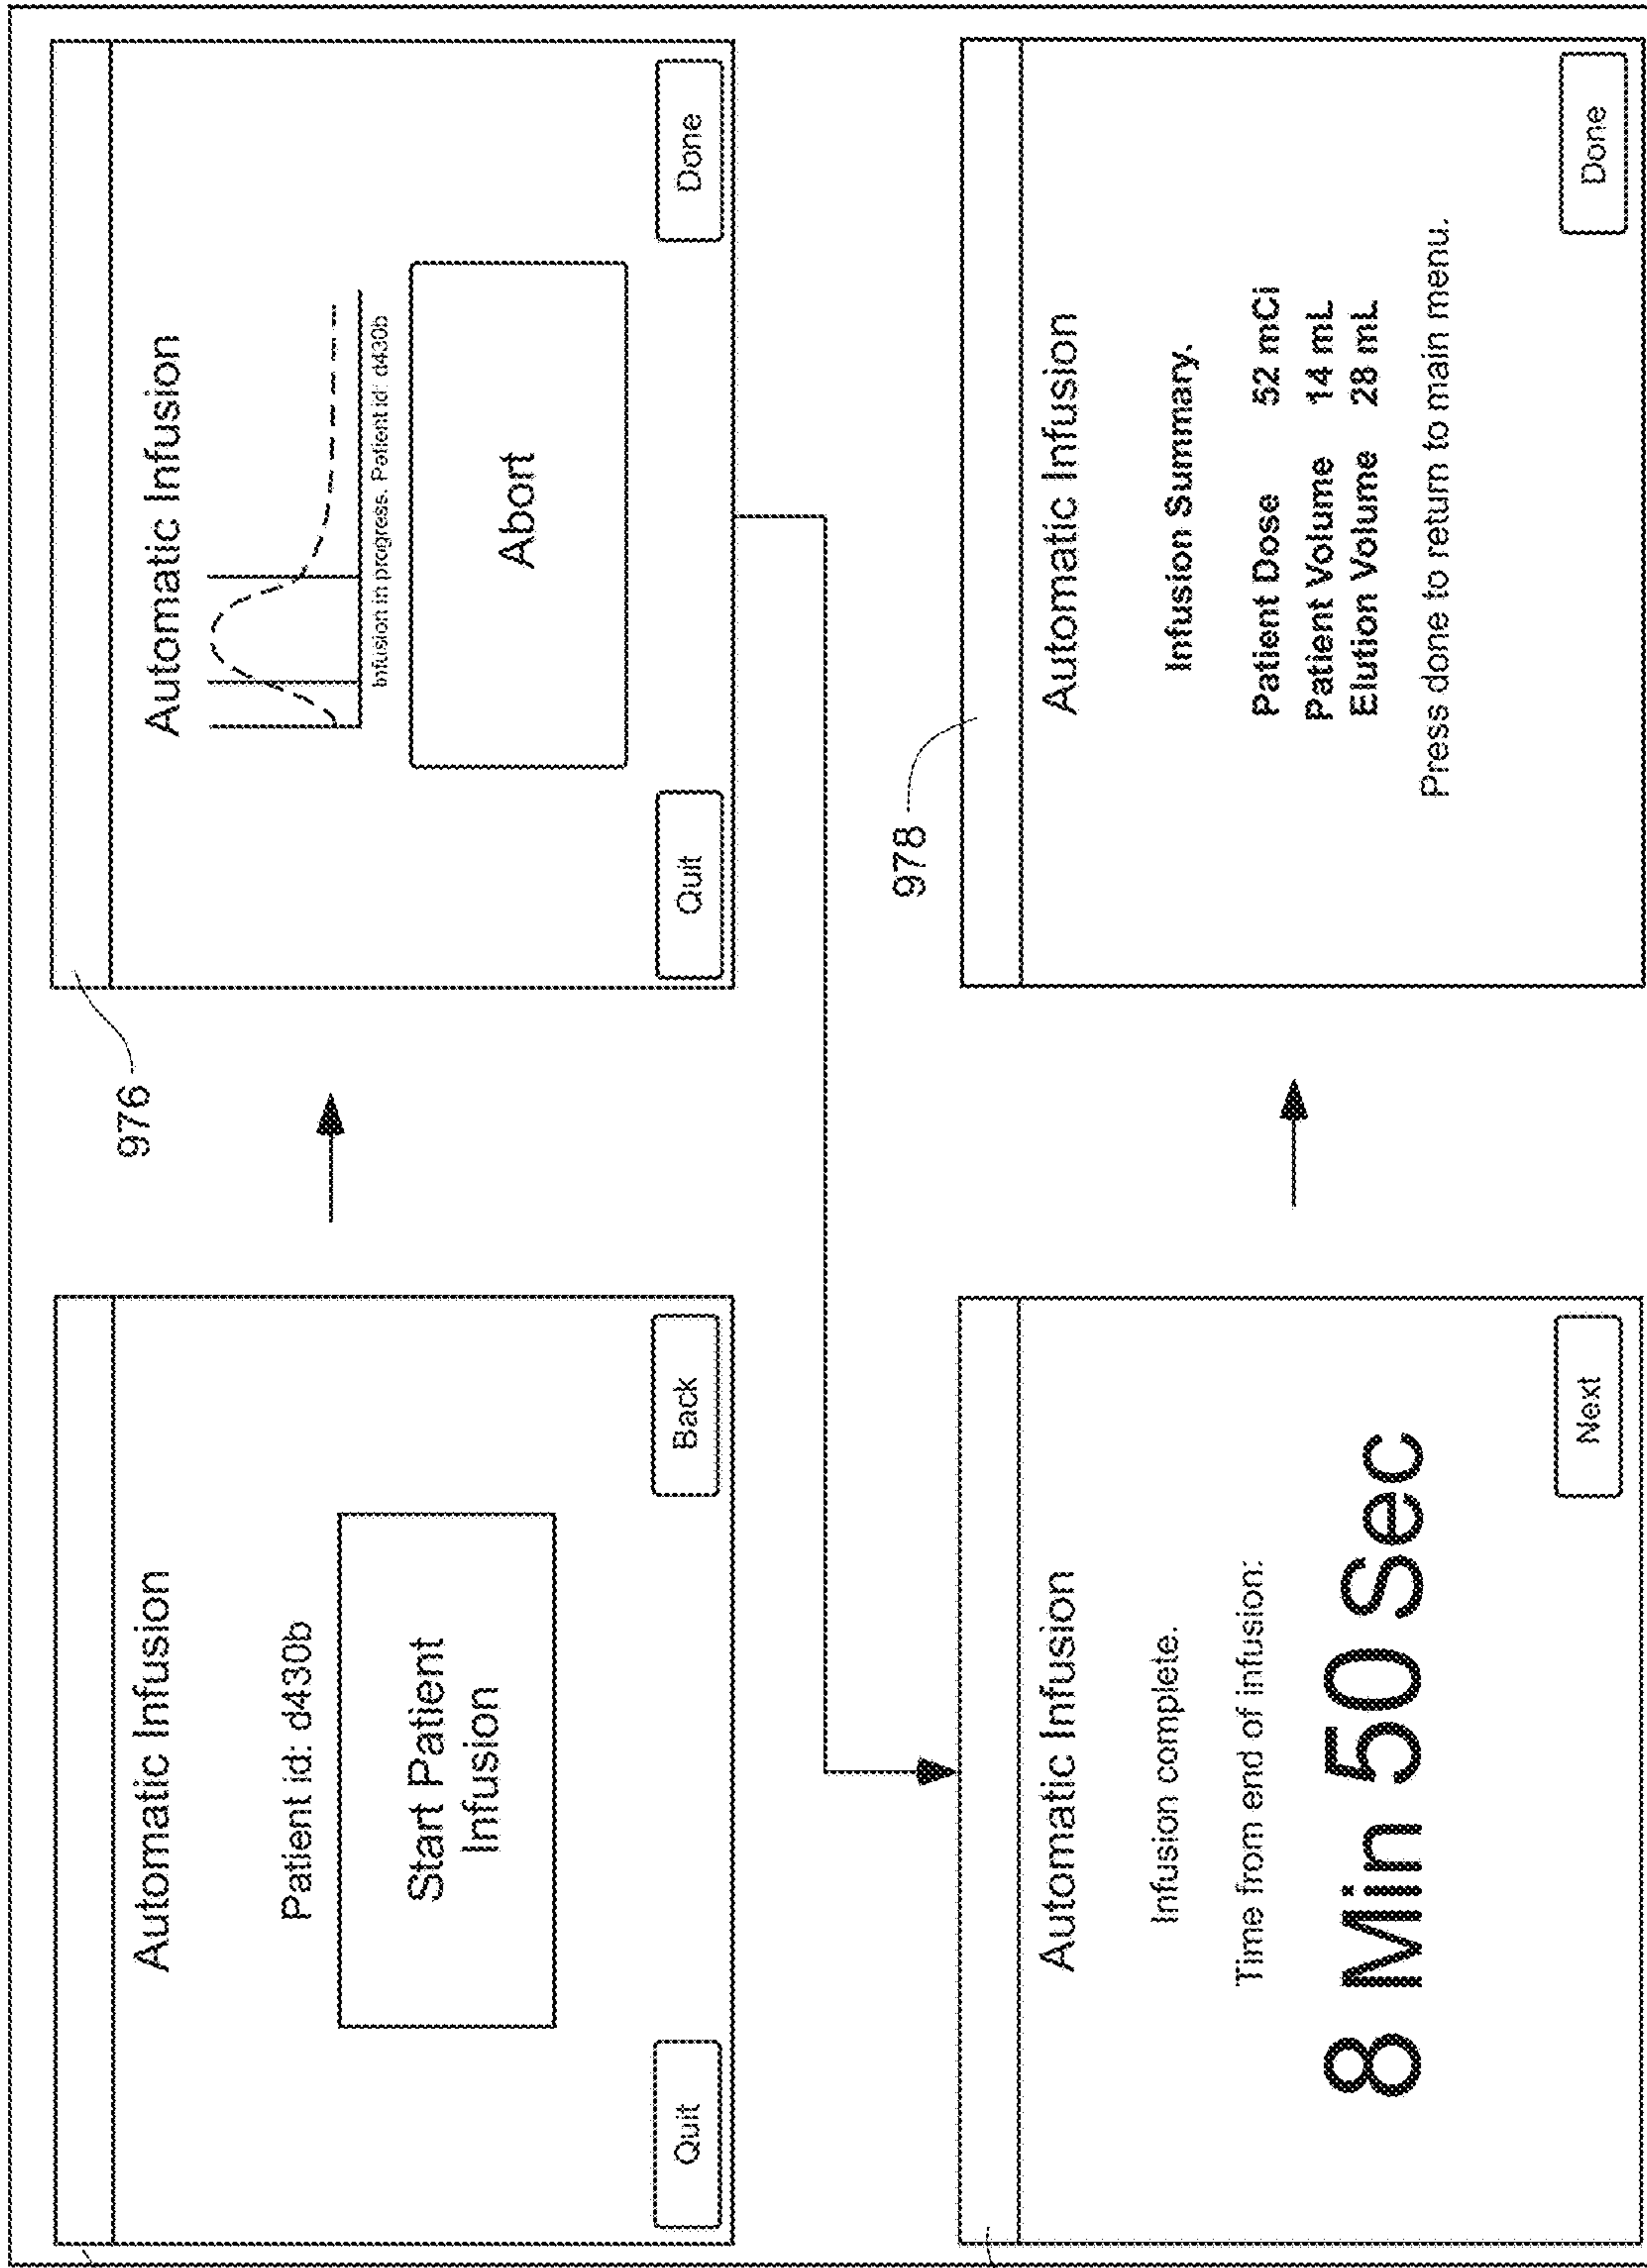 Automatic Infusion
Patient id: d430b
Start Patient
Infusion
Quit
Back
976
Automatic Infusion
Infusion in progress. Patient id: d430b
Abort
Quit
Done
Automatic Infusion
Infusion complete.
Time from end of infusion:
8 Min 50 Sec
Next
978
Automatic Infusion
Infusion Summary.
Patient Dose 52 mCi
Patient Volume 14 mL
Elution Volume 28 mL
Press done to return to main menu.
Done